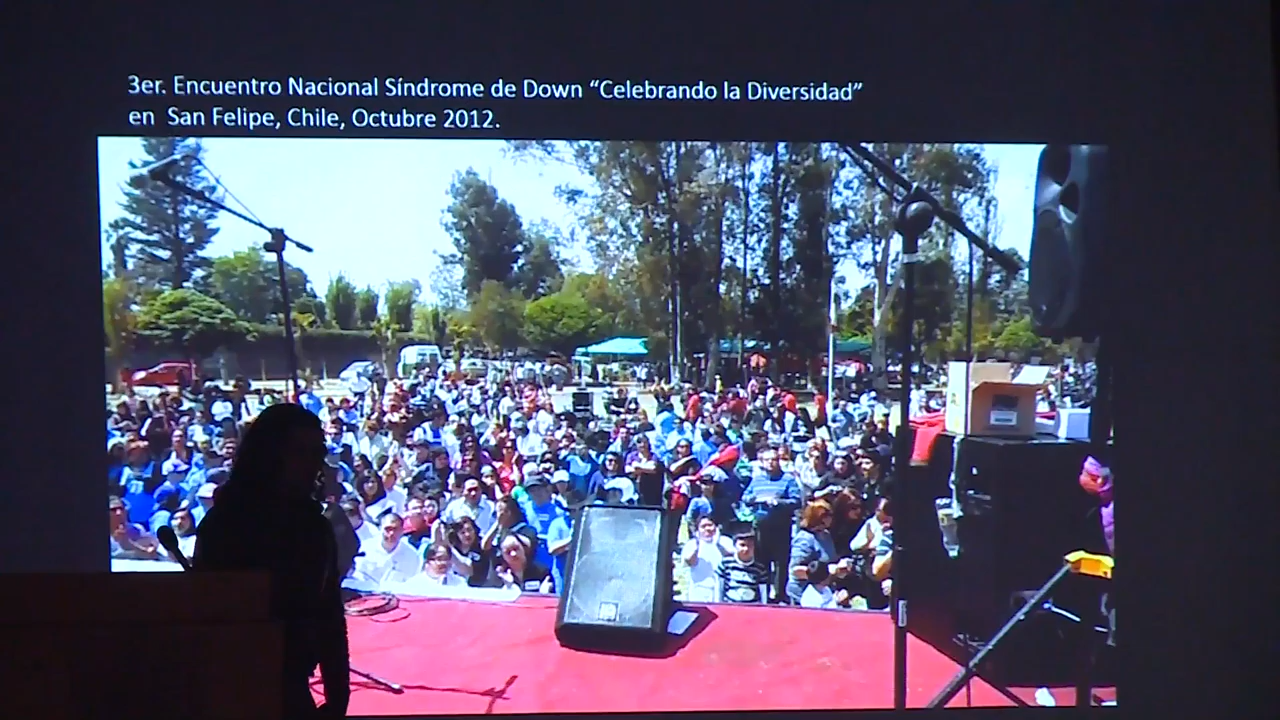 3er. Encuentro Nacional Síndrome de Down “Celebrando la Diversidad”
en San Felipe, Chile, Octubre 2012.